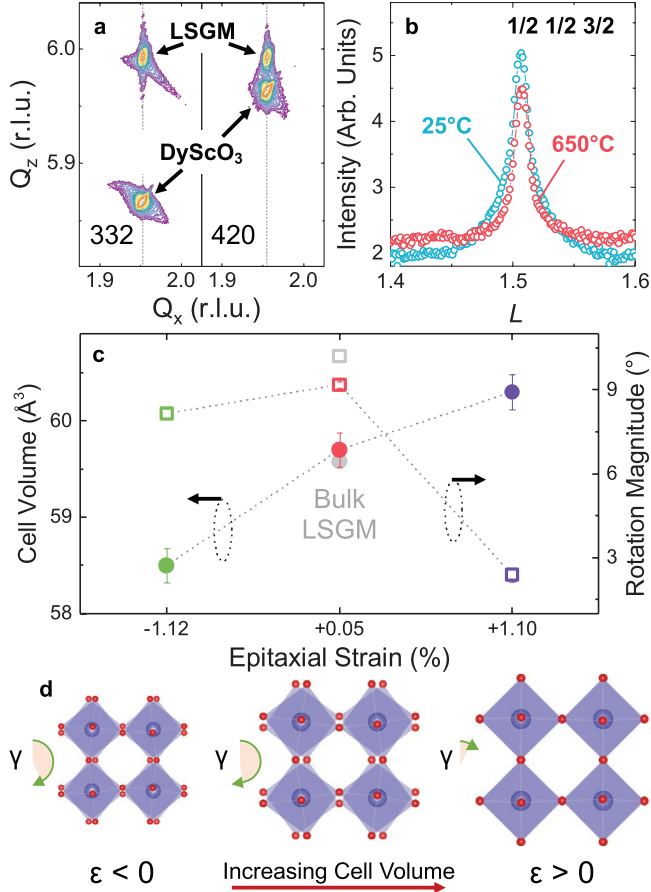 a
LSGM
DyScO₃
332
420
6.0
5.9
Q_z (r.l.u.)
1.9
2.0
1.9
2.0
Q_x (r.l.u.)
b
1/2 1/2 3/2
25°C
650°C
5
4
3
2
Intensity (Arb. Units)
1.4
1.5
1.6
L
c
60
59
58
Cell Volume (Å³)
9
6
3
Rotation Magnitude (°)
Bulk
LSGM
-1.12
+0.05
+1.10
Epitaxial Strain (%)
d
γ
γ
γ
ε < 0
Increasing Cell Volume
ε > 0